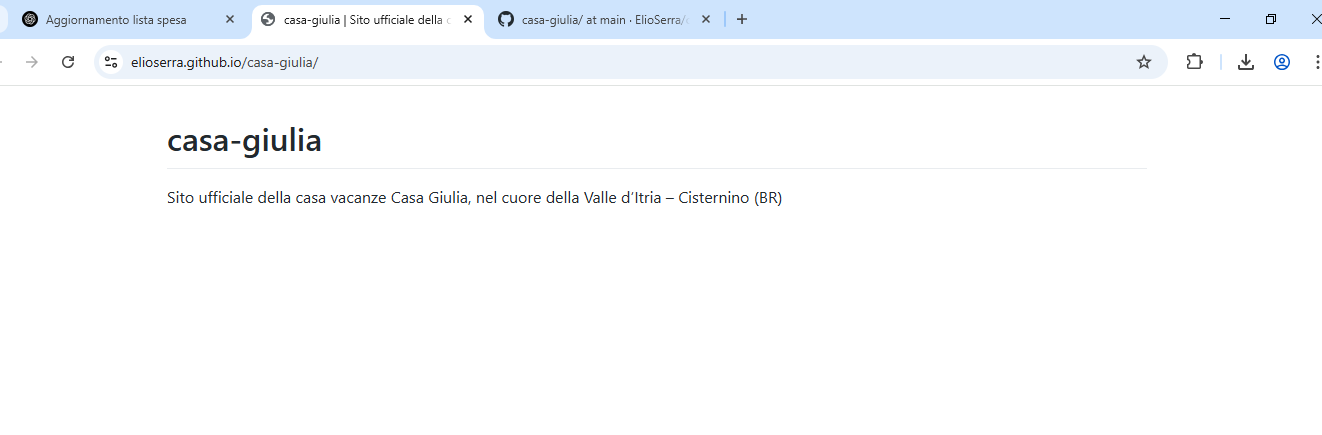 Aggiornamento lista spesa
casa-giulia | Sito ufficiale della c
casa-giulia/ at main · ElioSerra/c
elioserra.github.io/casa-giulia/
casa-giulia
Sito ufficiale della casa vacanze Casa Giulia, nel cuore della Valle d’Itria – Cisternino (BR)